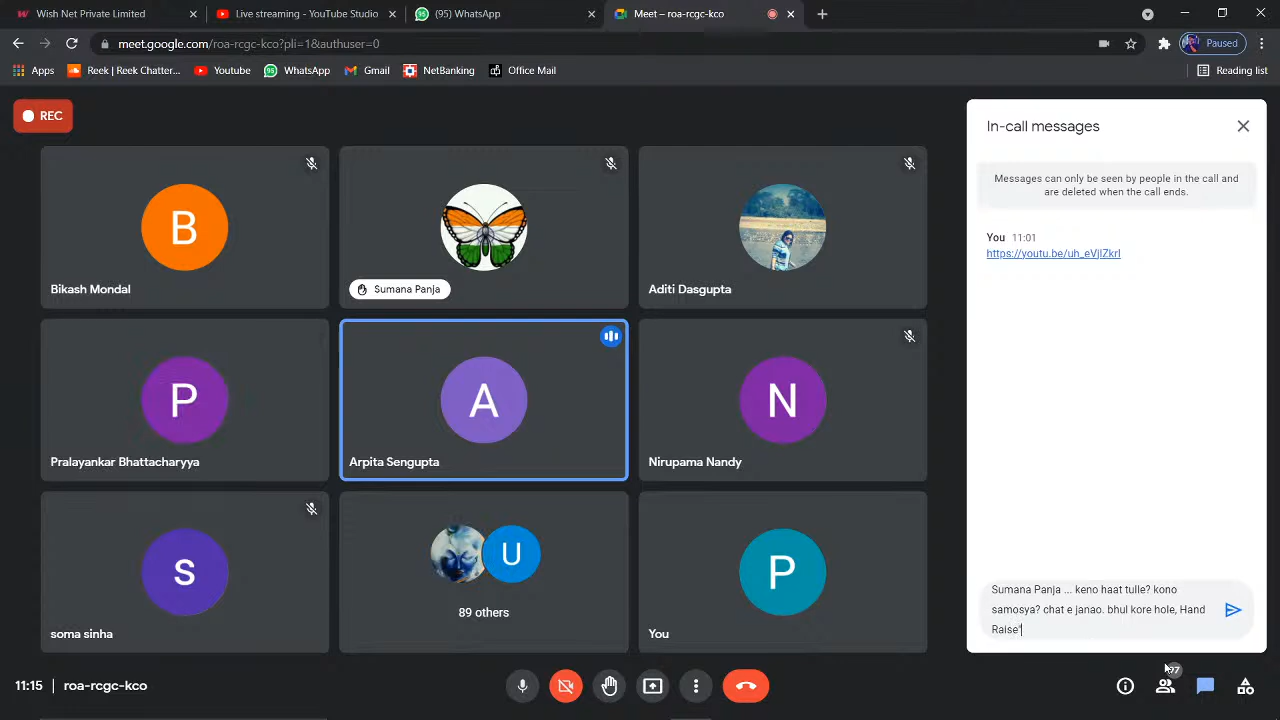 Wish Net Private Limited
Live streaming - YouTube Studio
(95) WhatsApp
Meet – roa-rcgc-kco
meet.google.com/roa-rcgc-kco?pli=1&authuser=0
Paused
Apps
Reek | Reek Chatter...
Youtube
WhatsApp
Gmail
NetBanking
Office Mail
Reading list
REC
In-call messages
Messages can only be seen by people in the call and
are deleted when the call ends.
You 11:01
https://youtu.be/uh_eVjlZkrI
B
Bikash Mondal
Sumana Panja
Aditi Dasgupta
P
Pralayankar Bhattacharyya
A
Arpita Sengupta
N
Nirupama Nandy
s
soma sinha
U
89 others
P
You
Sumana Panja ... keno haat tulle? kono
samosya? chat e janao. bhul kore hole, Hand
Raise'
11:15
roa-rcgc-kco